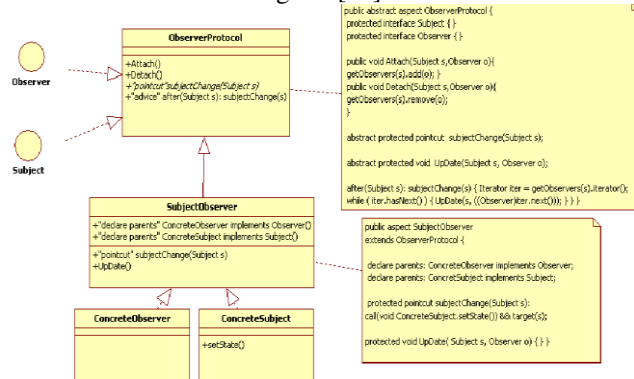 ObserverProtocol
+Attach()
+Detach()
+"pointcut"subjectChange(Subject s)
+"advice" after(Subject s): subjectChange(s)
Observer
Subject
public abstract aspect ObserverProtocol {
protected interface Subject { }
protected interface Observer { }
public void Attach(Subject s,Observer o){
getObservers(s).add(o); }
public void Detach(Subject s,Observer o){
getObservers(s).remove(o);
}
abstract protected pointcut subjectChange(Subject s);
abstract protected void UpDate(Subject s, Observer o);
after(Subject s): subjectChange(s) { Iterator iter = getObservers(s).iterator();
while ( iter.hasNext() ) { UpDate(s, ((Observer)iter.next())); } } }
SubjectObserver
+"declare parents" ConcreteObserver implements Observer()
+"declare parents" ConcreteSubject implements Subject()
+"pointcut" subjectChange(Subject s)
+UpDate()
public aspect SubjectObserver
extends ObserverProtocol {
declare parents: ConcreteObserver implements Observer;
declare parents: ConcretSubject implements Subject;
protected pointcut subjectChange(Subject s):
call(void ConcreteSubject.setState()) && target(s);
protected void UpDate( Subject s, Observer o) { } }
ConcreteObserver
ConcreteSubject
+setState()